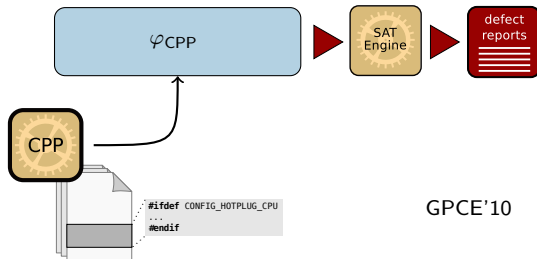 φCPP
SAT
Engine
defect
reports
CPP
#ifdef CONFIG_HOTPLUG_CPU
...
#endif
GPCE'10